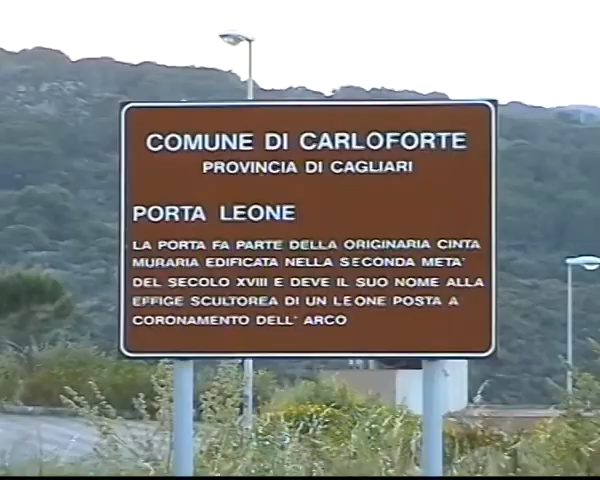 COMUNE DI CARLOFORTE
PROVINCIA DI CAGLIARI
PORTA LEONE
LA PORTA FA PARTE DELLA ORIGINARIA CINTA
MURARIA EDIFICATA NELLA SECONDA META'
DEL SECOLO XVIII E DEVE IL SUO NOME ALLA
EFFIGE SCULTOREA DI UN LEONE POSTA A
CORONAMENTO DELL' ARCO